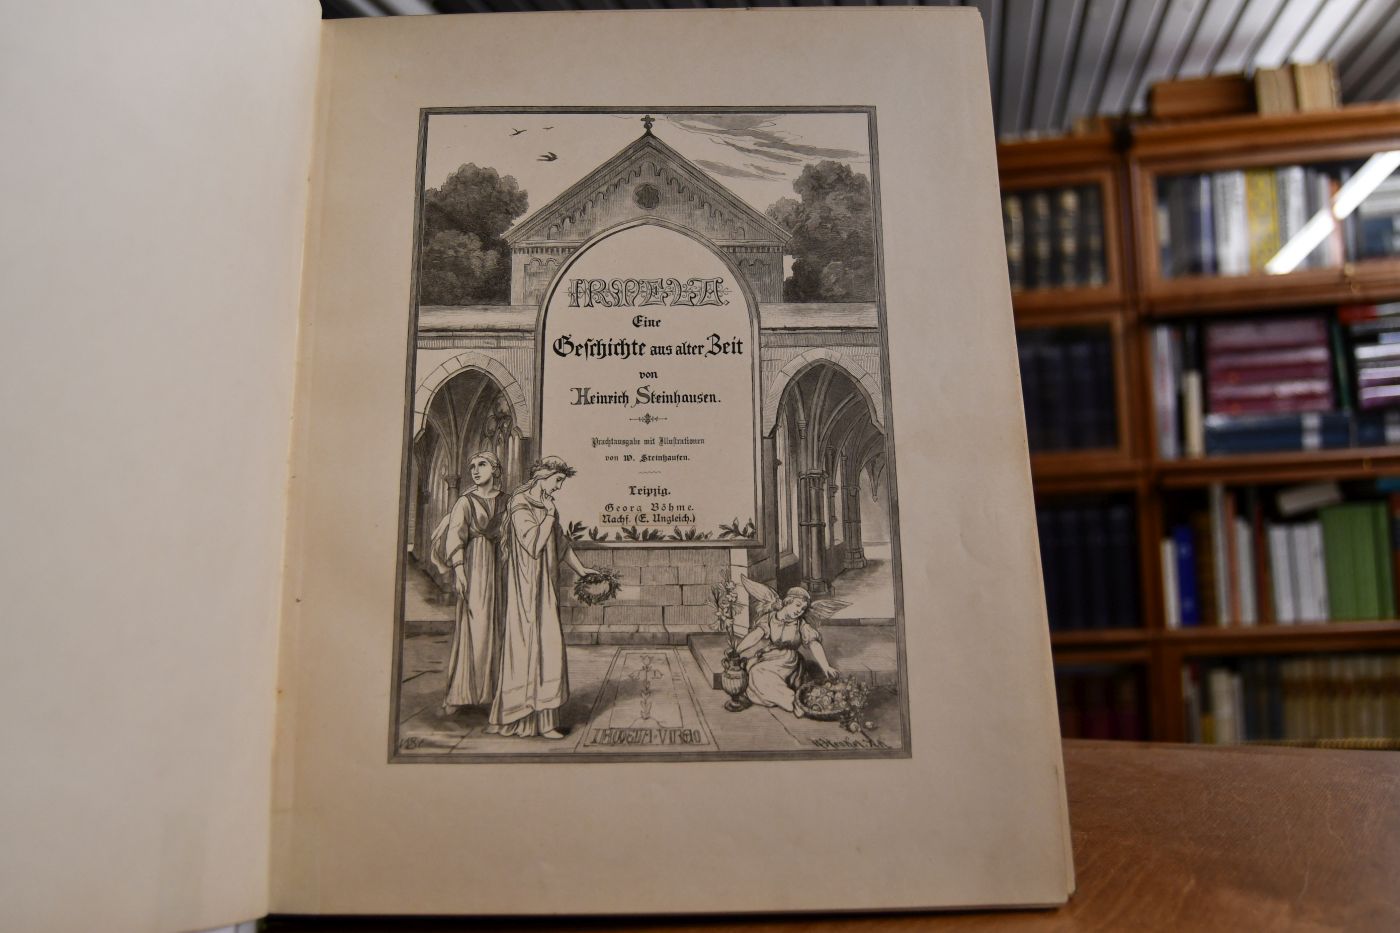 IRMELA.
Eine
Geschichte aus alter Zeit
von
Heinrich Steinhausen.
Prachtausgabe mit Illustrationen
von W. Steinhausen.
Leipzig.
Georg Böhme.
Nachf. (E. Ungleich.)